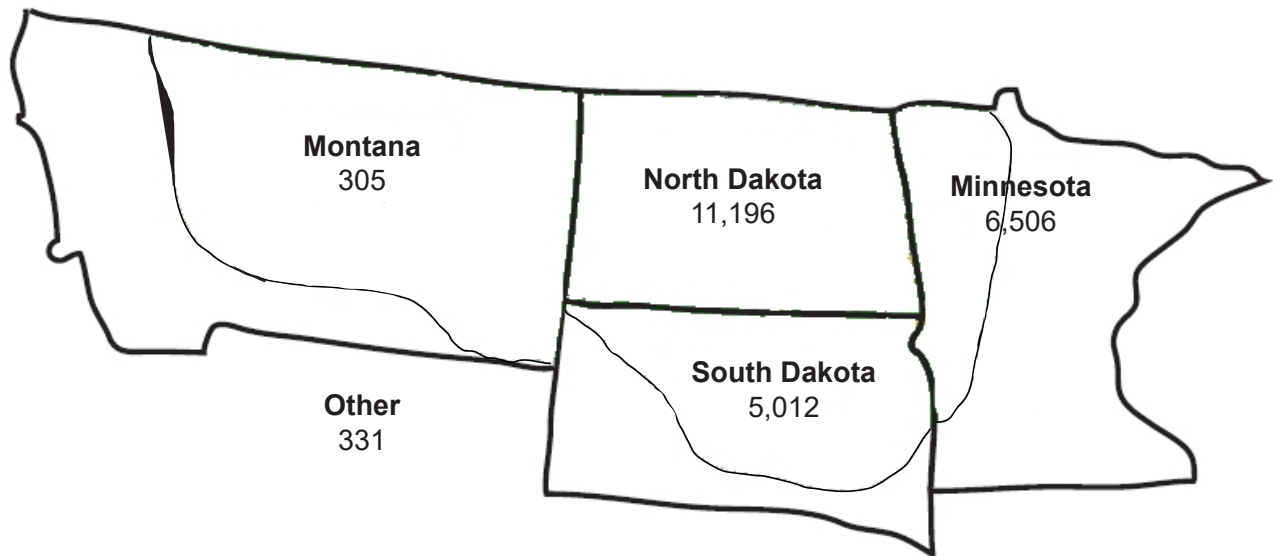 Montana
305
North Dakota
11,196
Minnesota
6,506
South Dakota
5,012
Other
331